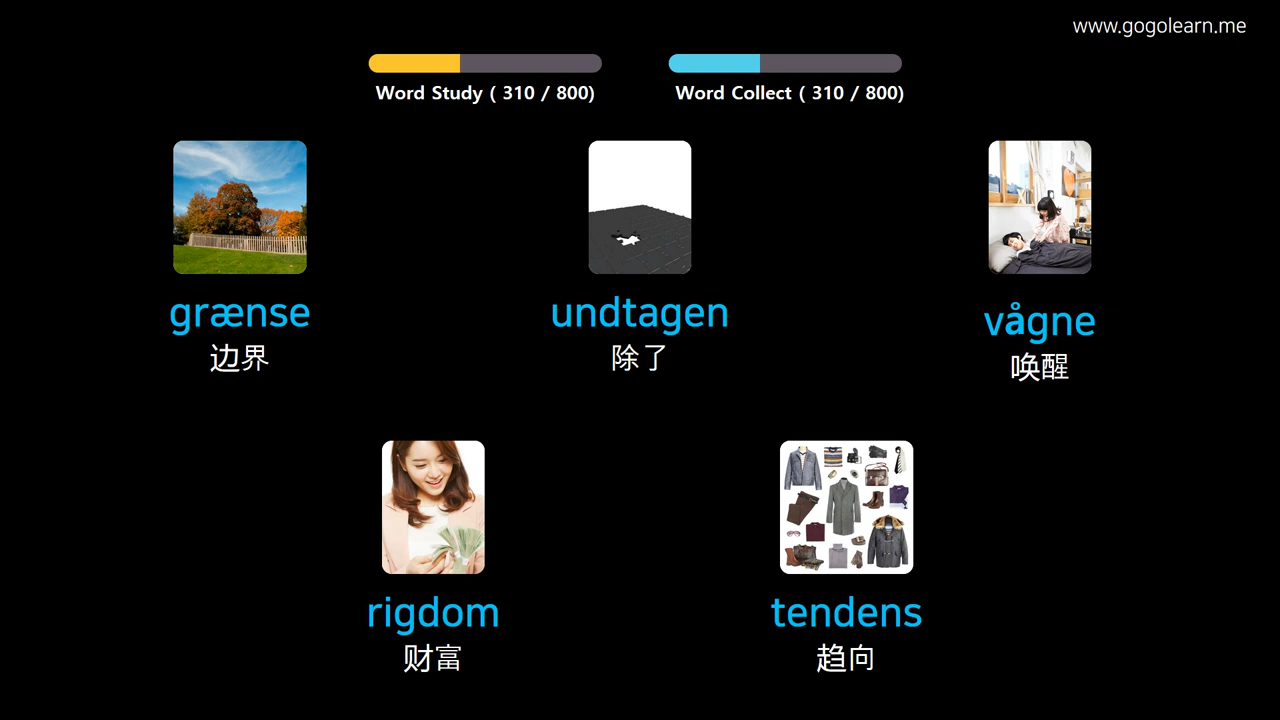 www.gogolearn.me
Word Study ( 310 / 800)
Word Collect ( 310 / 800)
grænse
边界
undtagen
除了
vågne
唤醒
rigdom
财富
tendens
趋向